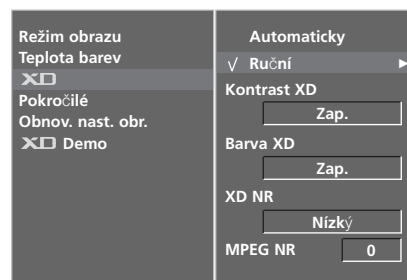 Režim obrazu
Teplota barev
XD
Pokročilé
Obnov. nast. obr.
XD Demo
Automaticky
√ Ruční ►
Kontrast XD
Zap.
Barva XD
Zap.
XD NR
Nízký
MPEG NR 0